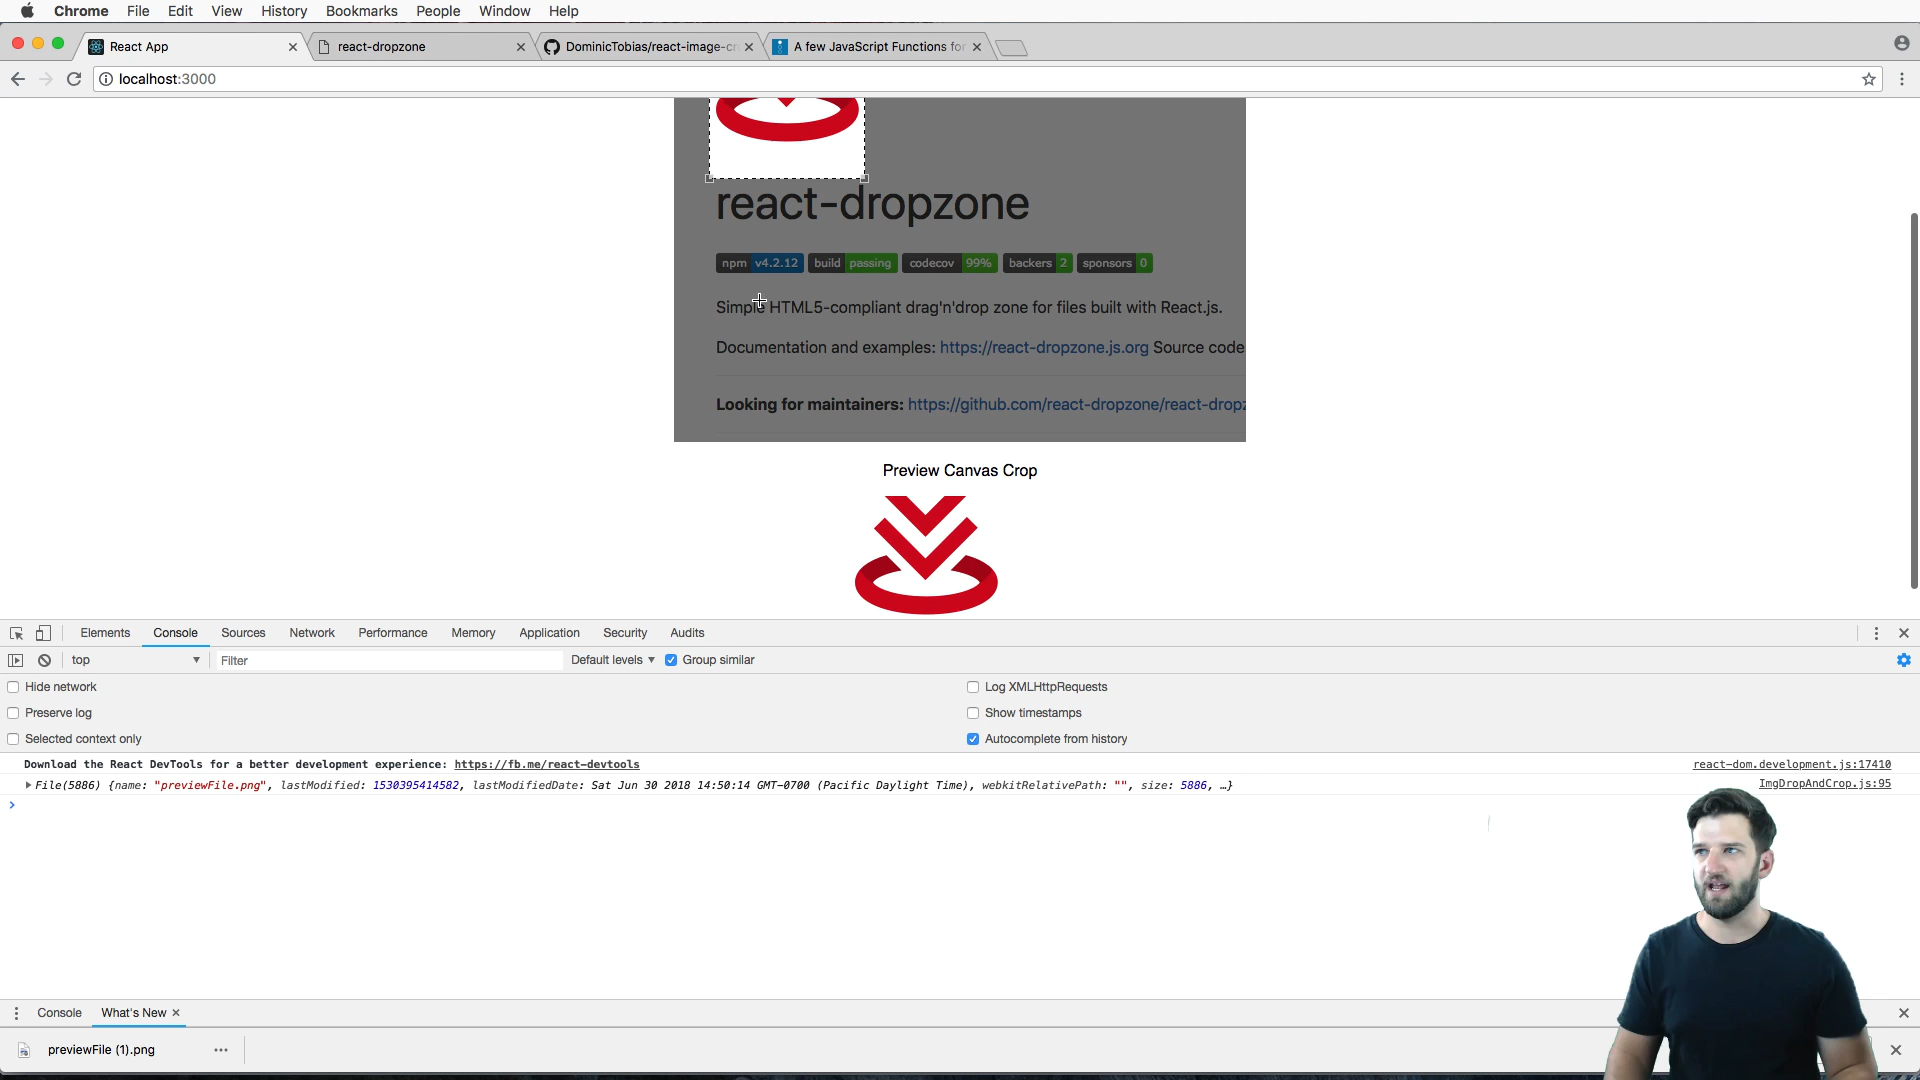 Chrome File Edit View History Bookmarks People Window Help
React App react-dropzone DominicTobias/react-image-cr A few JavaScript Functions for
localhost:3000
react-dropzone
npm v4.2.12 build passing codecov 99% backers 2 sponsors 0
Simple HTML5-compliant drag'n'drop zone for files built with React.js.
Documentation and examples: https://react-dropzone.js.org Source code
Looking for maintainers: https://github.com/react-dropzone/react-dropz
Preview Canvas Crop
Elements Console Sources Network Performance Memory Application Security Audits
top Filter Default levels Group similar
Hide network Log XMLHttpRequests
Preserve log Show timestamps
Selected context only Autocomplete from history
Download the React DevTools for a better development experience: https://fb.me/react-devtools react-dom.development.js:17410
File(5886) {name: "previewFile.png", lastModified: 1530395414582, lastModifiedDate: Sat Jun 30 2018 14:50:14 GMT-0700 (Pacific Daylight Time), webkitRelativePath: "", size: 5886, …} ImgDropAndCrop.js:95
Console What's New
previewFile (1).png